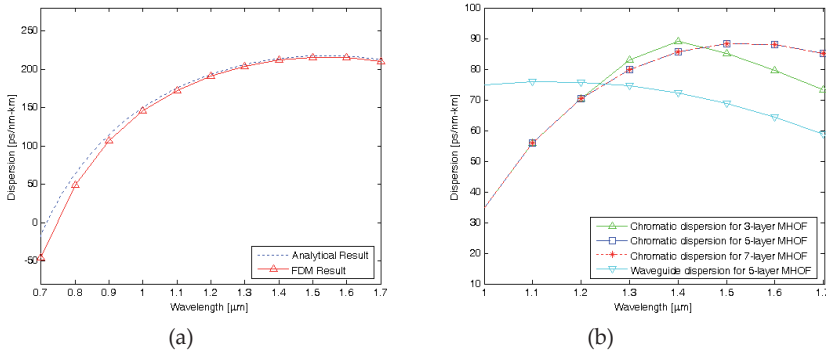 250
200
150
100
50
0
-50
Dispersion [ps/nm-km]
0.7 0.8 0.9 1 1.1 1.2 1.3 1.4 1.5 1.6 1.7
Wavelength [µm]
Analytical Result
FDM Result
(a)
100
90
80
70
60
50
40
30
20
10
Dispersion [ps/nm-km]
1 1.1 1.2 1.3 1.4 1.5 1.6 1.7
Wavelength [µm]
Chromatic dispersion for 3-layer MHOF
Chromatic dispersion for 5-layer MHOF
Chromatic dispersion for 7-layer MHOF
Waveguide dispersion for 5-layer MHOF
(b)